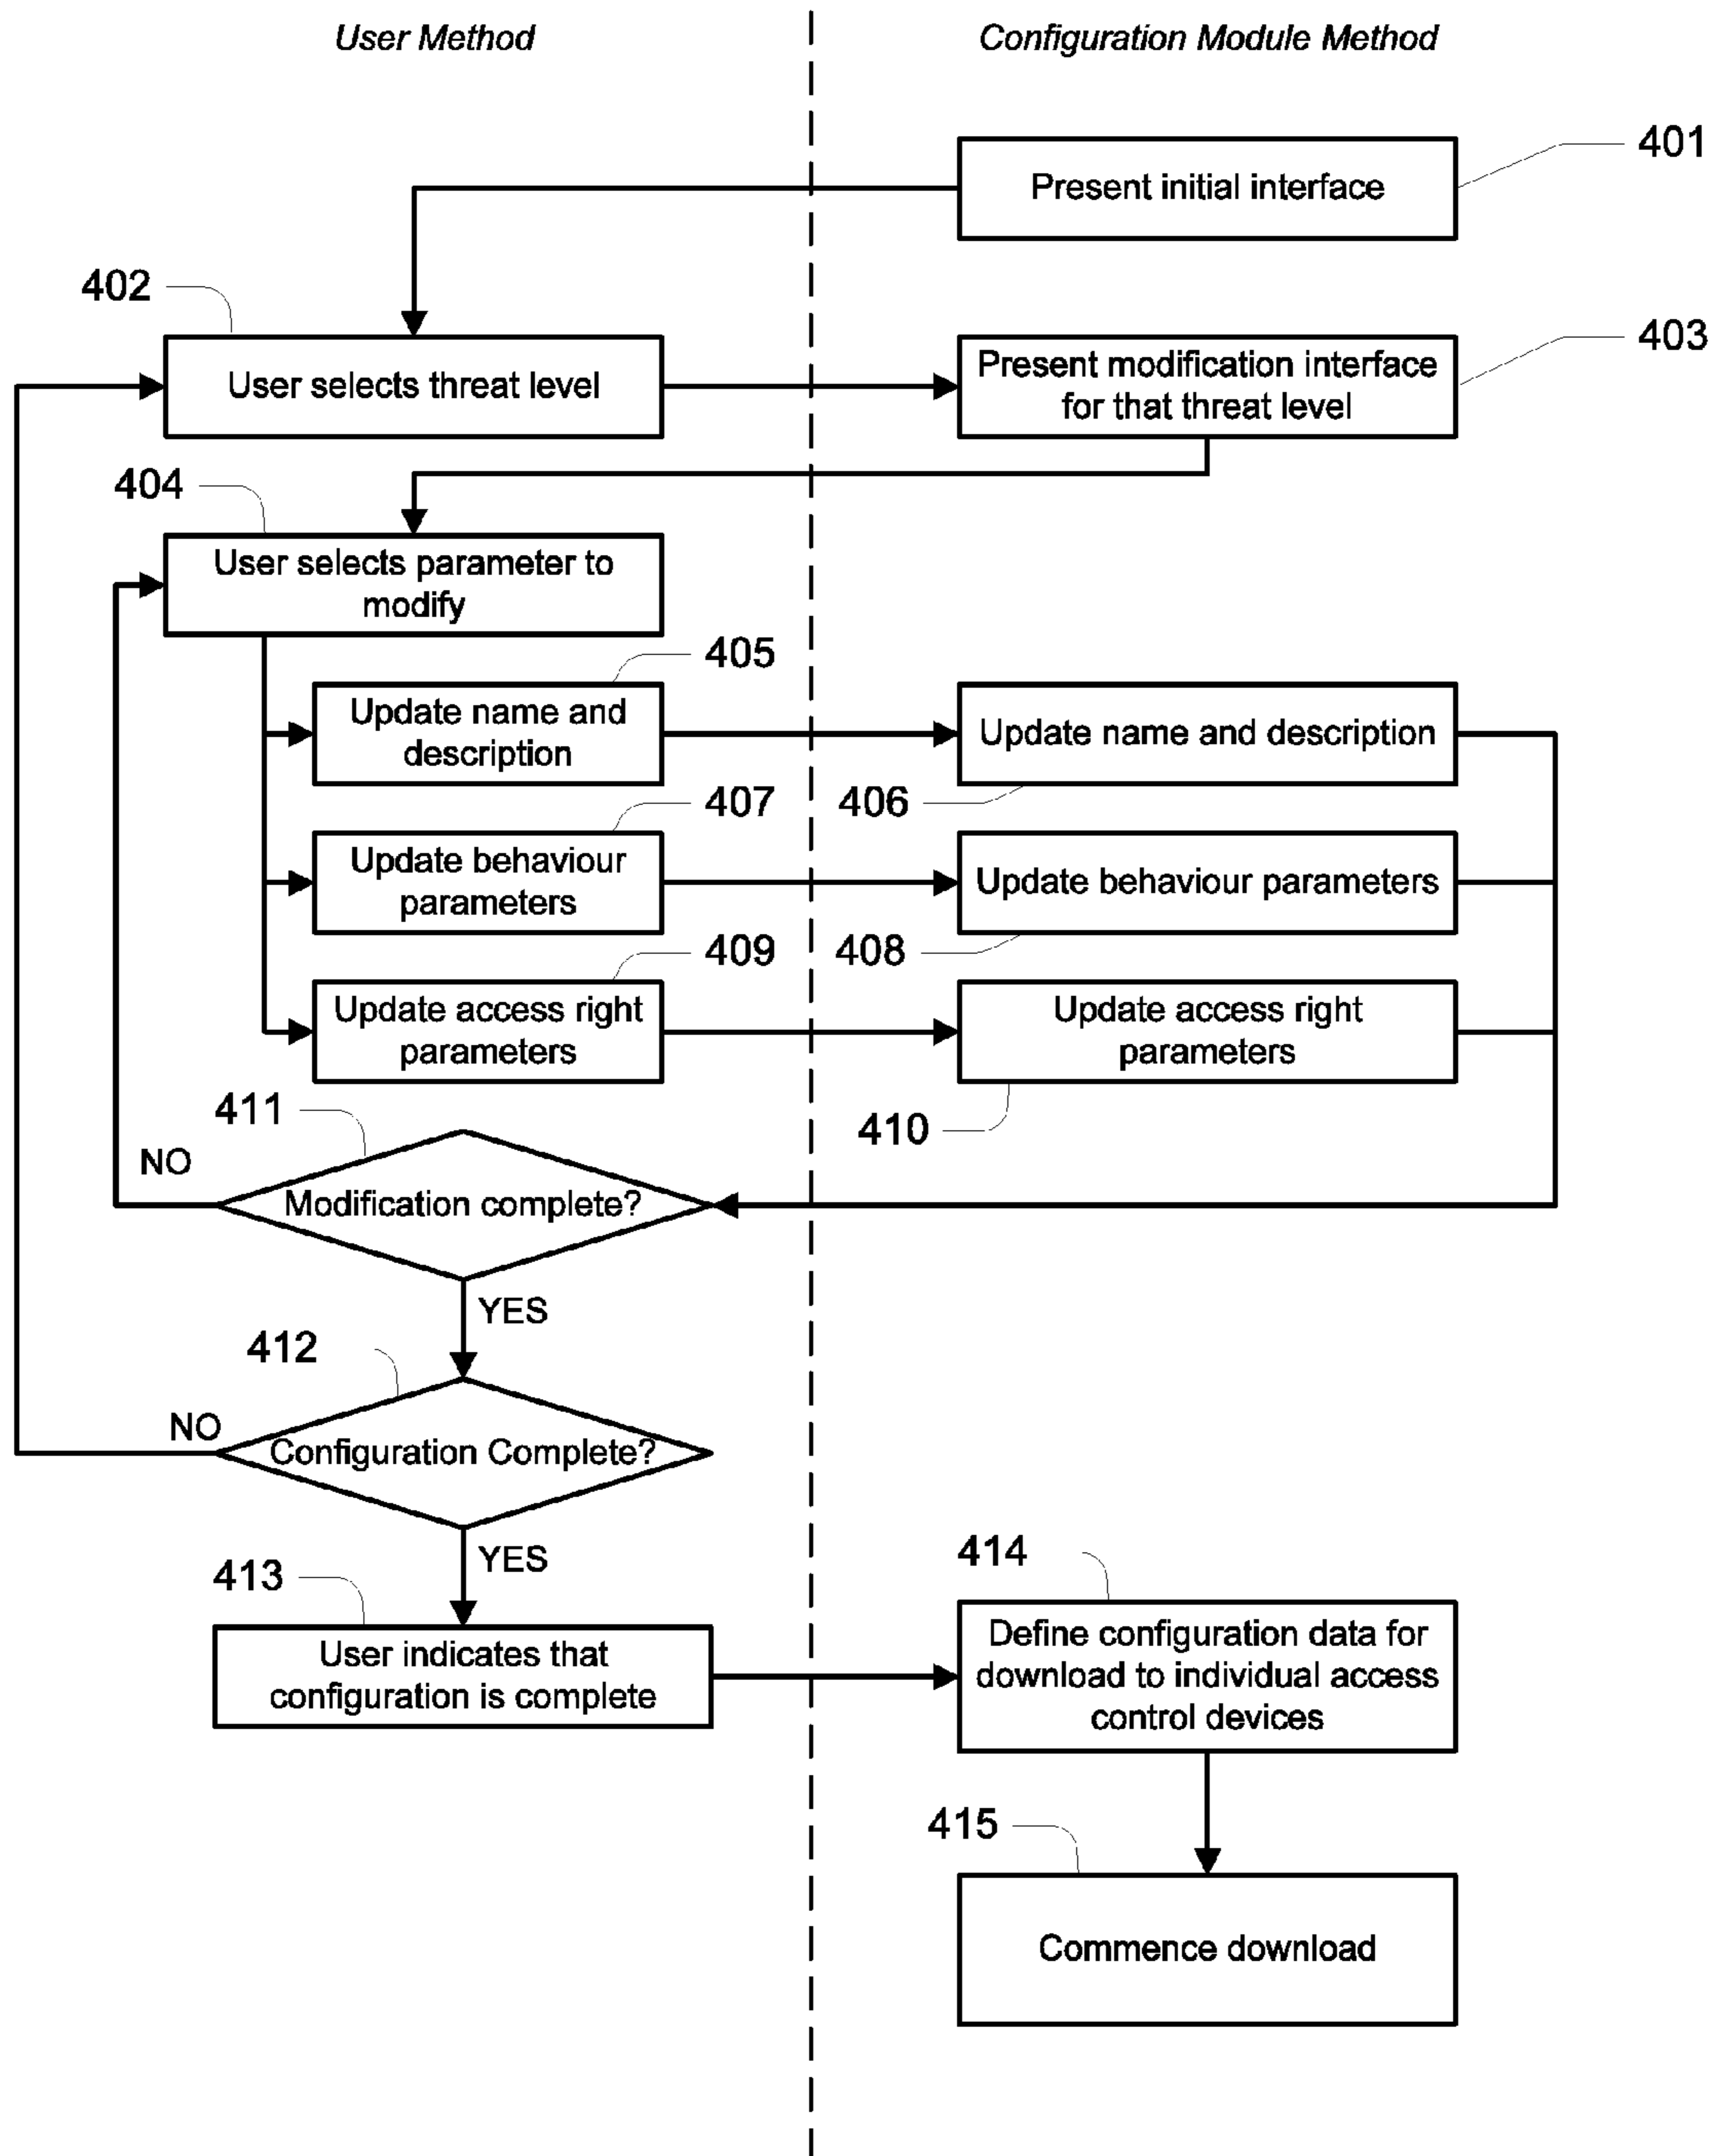 User Method
Configuration Module Method
401
Present initial interface
402
403
User selects threat level
Present modification interface
for that threat level
404
User selects parameter to
modify
405
Update name and
description
Update name and description
406
407
Update behaviour
parameters
Update behaviour parameters
408
409
Update access right
parameters
Update access right
parameters
410
411
NO
Modification complete?
YES
412
NO
Configuration Complete?
YES
413
User indicates that
configuration is complete
414
Define configuration data for
download to individual access
control devices
415
Commence download